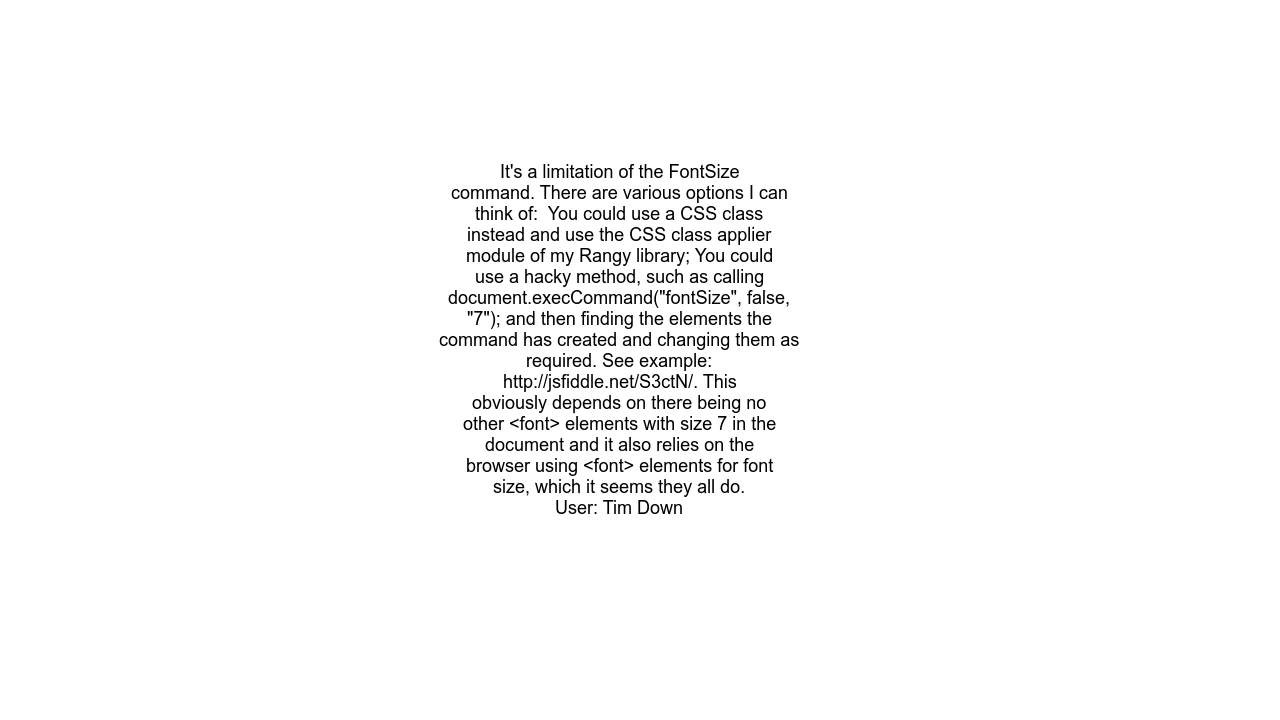 It's a limitation of the FontSize
command. There are various options I can
think of:  You could use a CSS class
instead and use the CSS class applier
module of my Rangy library; You could
use a hacky method, such as calling
document.execCommand("fontSize", false,
"7"); and then finding the elements the
command has created and changing them as
required. See example:
http://jsfiddle.net/S3ctN/. This
obviously depends on there being no
other <font> elements with size 7 in the
document and it also relies on the
browser using <font> elements for font
size, which it seems they all do.
User: Tim Down